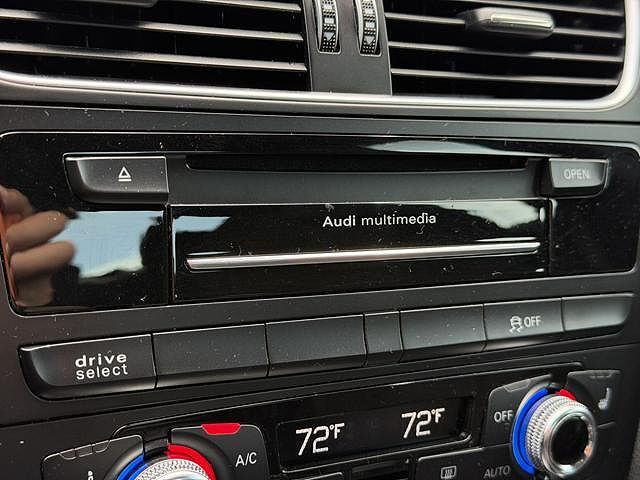 OPEN
Audi multimedia
drive
select
OFF
72°F 72°F
OFF
A/C
AUTO